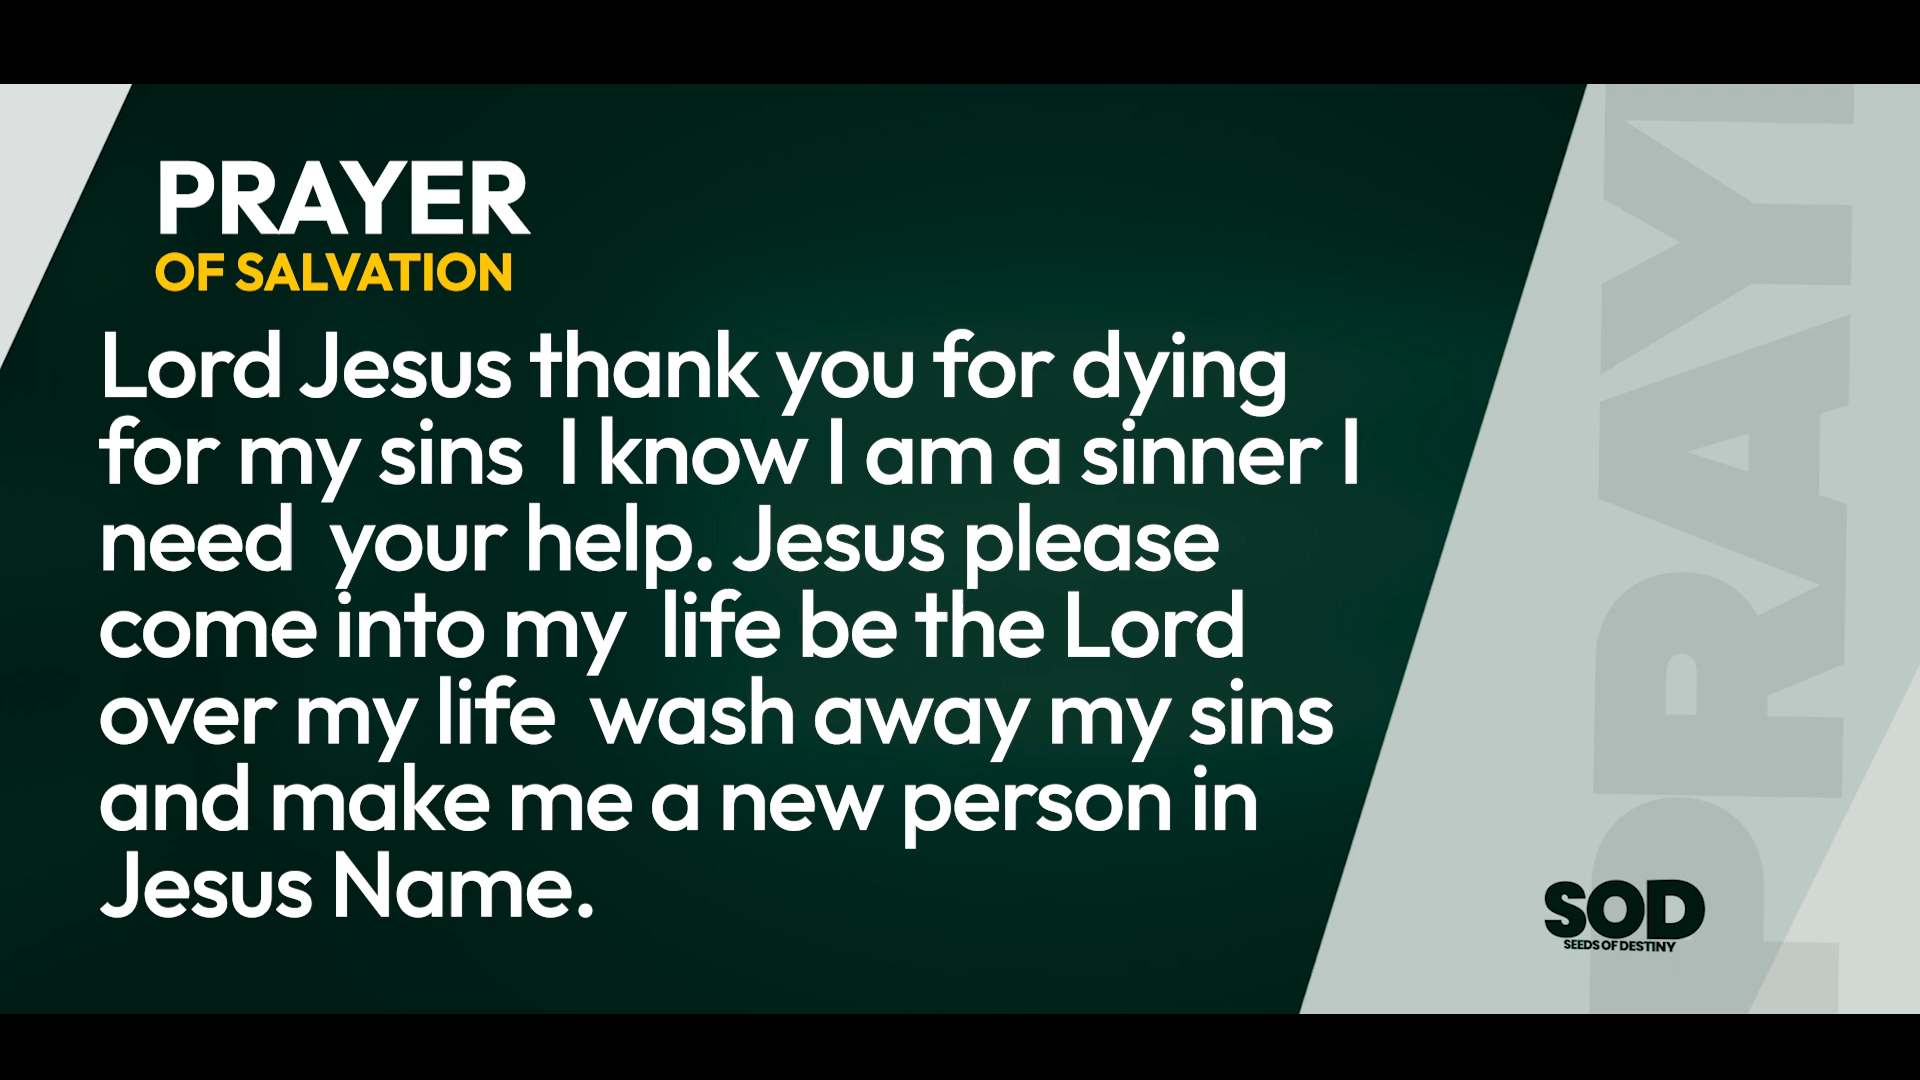 PRAYER
OF SALVATION
Lord Jesus thank you for dying
for my sins  I know I am a sinner I
need  your help. Jesus please
come into my  life be the Lord
over my life  wash away my sins
and make me a new person in
Jesus Name.
PRAYE
SOD
SEEDS OF DESTINY